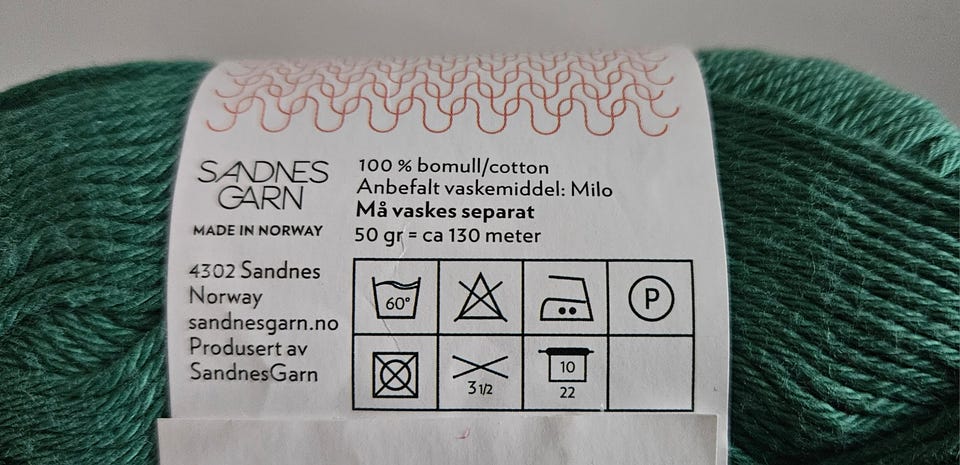 SANDNES
GARN
MADE IN NORWAY
4302 Sandnes
Norway
sandnesgarn.no
Produsert av
SandnesGarn
100 % bomull/cotton
Anbefalt vaskemiddel: Milo
Må vaskes separat
50 gr = ca 130 meter
60°
P
3 1/2
10
22